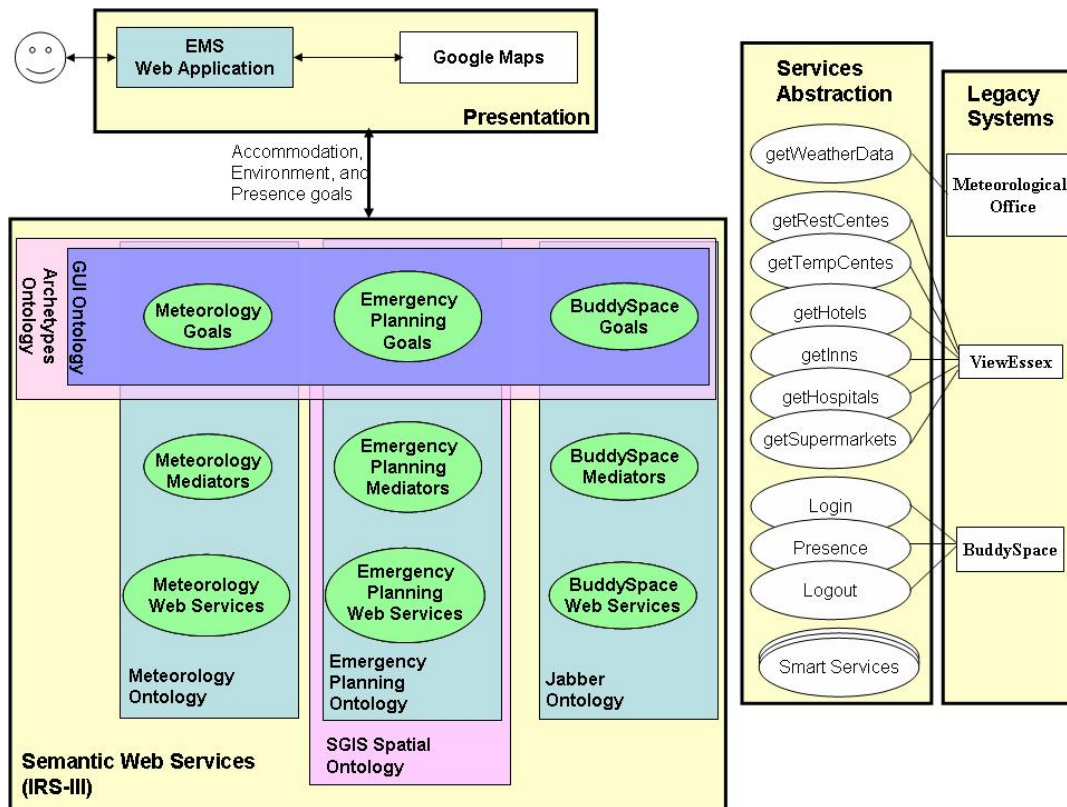 EMS
Web Application
Google Maps
Presentation
Accommodation,
Environment, and
Presence goals
Archetypes
Ontology
GUI Ontology
Meteorology
Goals
Emergency
Planning
Goals
BuddySpace
Goals
Meteorology
Mediators
Emergency
Planning
Mediators
BuddySpace
Mediators
Meteorology
Web Services
Emergency
Planning
Web Services
BuddySpace
Web Services
Meteorology
Ontology
Emergency
Planning
Ontology
Jabber
Ontology
SGIS Spatial
Ontology
Semantic Web Services
(IRS-III)
Services
Abstraction
getWeatherData
getRestCentes
getTempCentes
getHotels
getInns
getHospitals
getSupermarkets
Login
Presence
Logout
Smart Services
Legacy
Systems
Meteorological
Office
ViewEssex
BuddySpace